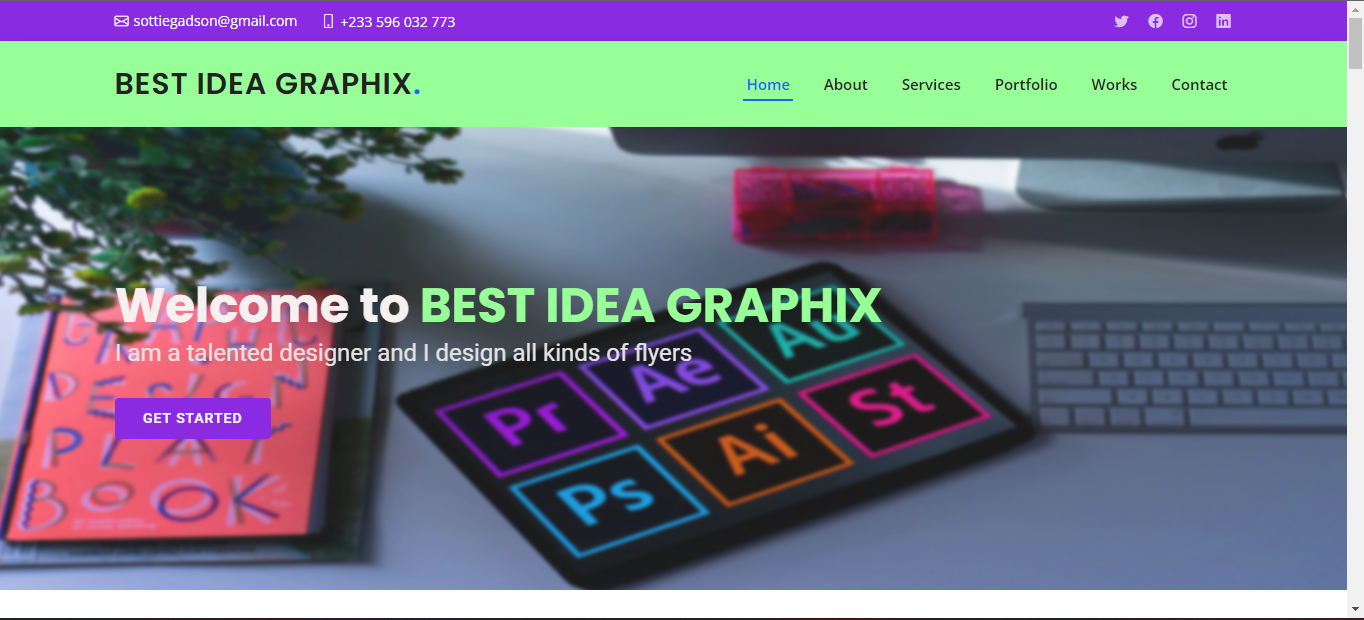 sottiegadson@gmail.com +233 596 032 773
BEST IDEA GRAPHIX.
Home About Services Portfolio Works Contact
Welcome to BEST IDEA GRAPHIX
I am a talented designer and I design all kinds of flyers
GET STARTED
Au
Ae
St
Pr
Ai
Ps
DESIGN
PLAY
BOOK